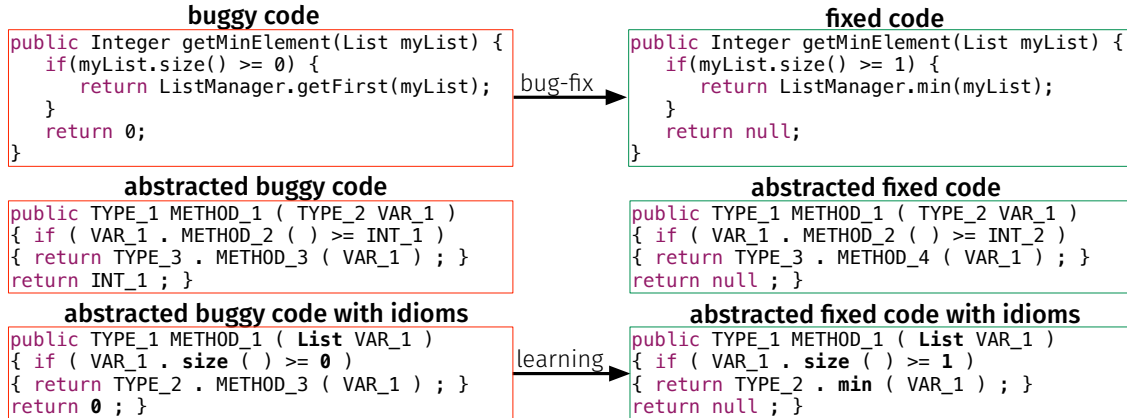 buggy code
public Integer getMinElement(List myList) {
if(myList.size() >= 0) {
return ListManager.getFirst(myList);
}
return 0;
}
bug-fix
fixed code
public Integer getMinElement(List myList) {
if(myList.size() >= 1) {
return ListManager.min(myList);
}
return null;
}
abstracted buggy code
public TYPE_1 METHOD_1 ( TYPE_2 VAR_1 )
{ if ( VAR_1 . METHOD_2 ( ) >= INT_1 )
{ return TYPE_3 . METHOD_3 ( VAR_1 ) ; }
return INT_1 ; }
abstracted fixed code
public TYPE_1 METHOD_1 ( TYPE_2 VAR_1 )
{ if ( VAR_1 . METHOD_2 ( ) >= INT_2 )
{ return TYPE_3 . METHOD_4 ( VAR_1 ) ; }
return null ; }
abstracted buggy code with idioms
public TYPE_1 METHOD_1 ( List VAR_1 )
{ if ( VAR_1 . size ( ) >= 0 )
{ return TYPE_2 . METHOD_3 ( VAR_1 ) ; }
return 0 ; }
learning
abstracted fixed code with idioms
public TYPE_1 METHOD_1 ( List VAR_1 )
{ if ( VAR_1 . size ( ) >= 1 )
{ return TYPE_2 . min ( VAR_1 ) ; }
return null ; }